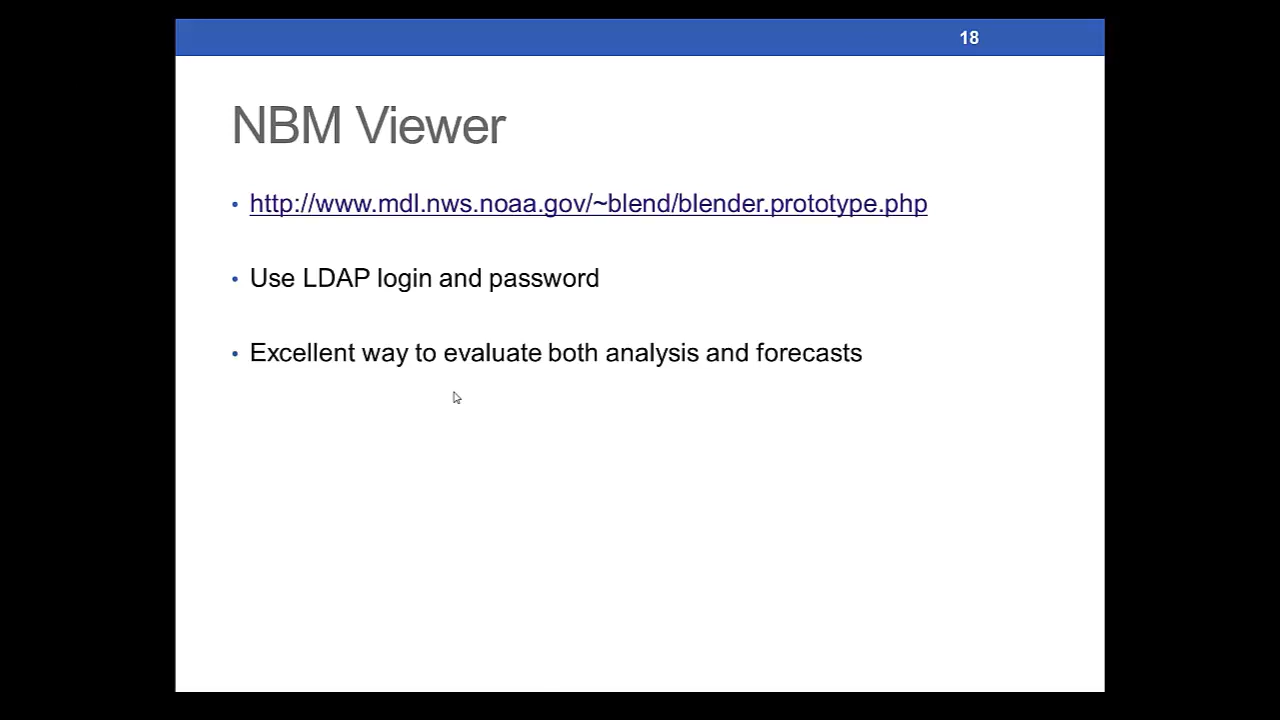 18
NBM Viewer
• http://www.mdl.nws.noaa.gov/~blend/blender.prototype.php
• Use LDAP login and password
• Excellent way to evaluate both analysis and forecasts